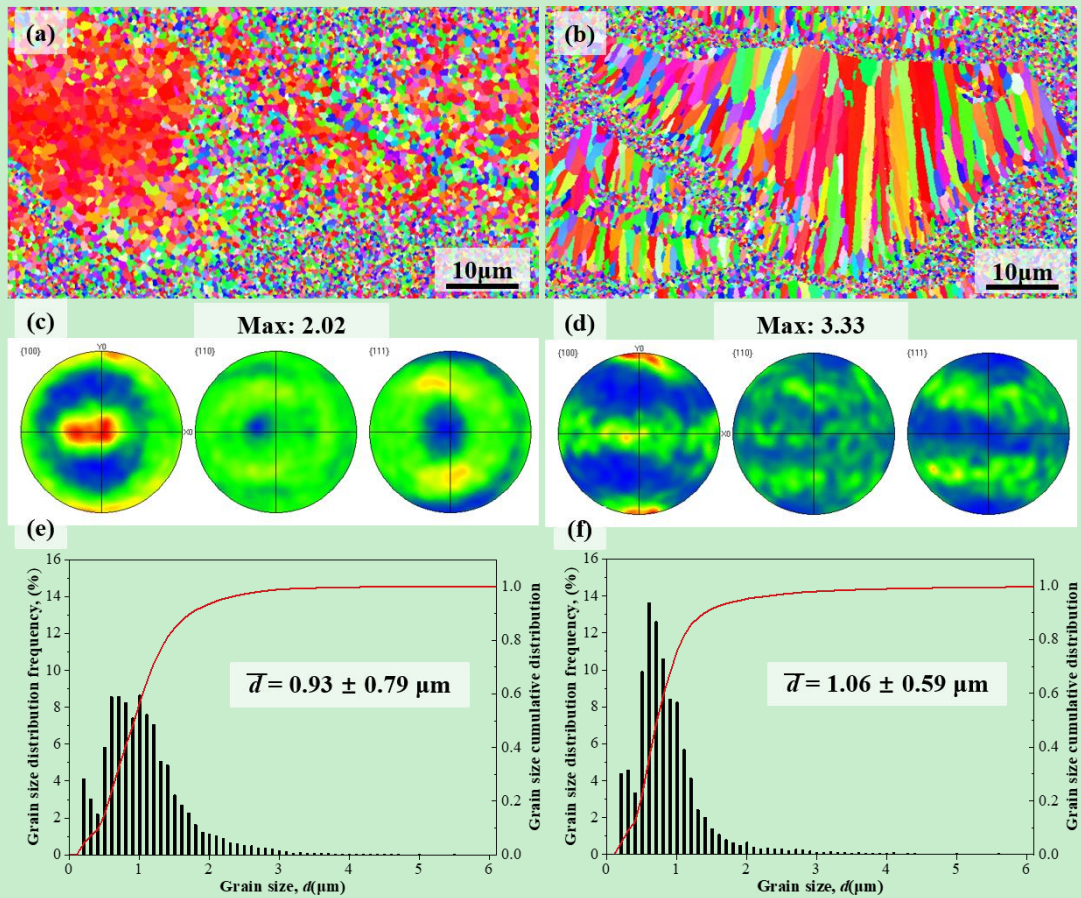 (a)
(b)
10μm
10μm
(c)
Max: 2.02
(d)
Max: 3.33
{100}
Y0
{110}
{111}
X0
{100}
Y0
{110}
{111}
X0
(e)
(f)
Grain size distribution frequency, (%)
16
14
12
10
8
6
4
2
0
d = 0.93 ± 0.79 μm
1.0
0.8
0.6
0.4
0.2
0.0
Grain size cumulative distribution
0 1 2 3 4 5 6
Grain size, d(μm)
Grain size distribution frequency, (%)
16
14
12
10
8
6
4
2
0
d = 1.06 ± 0.59 μm
1.0
0.8
0.6
0.4
0.2
0.0
Grain size cumulative distribution
0 1 2 3 4 5 6
Grain size, d(μm)